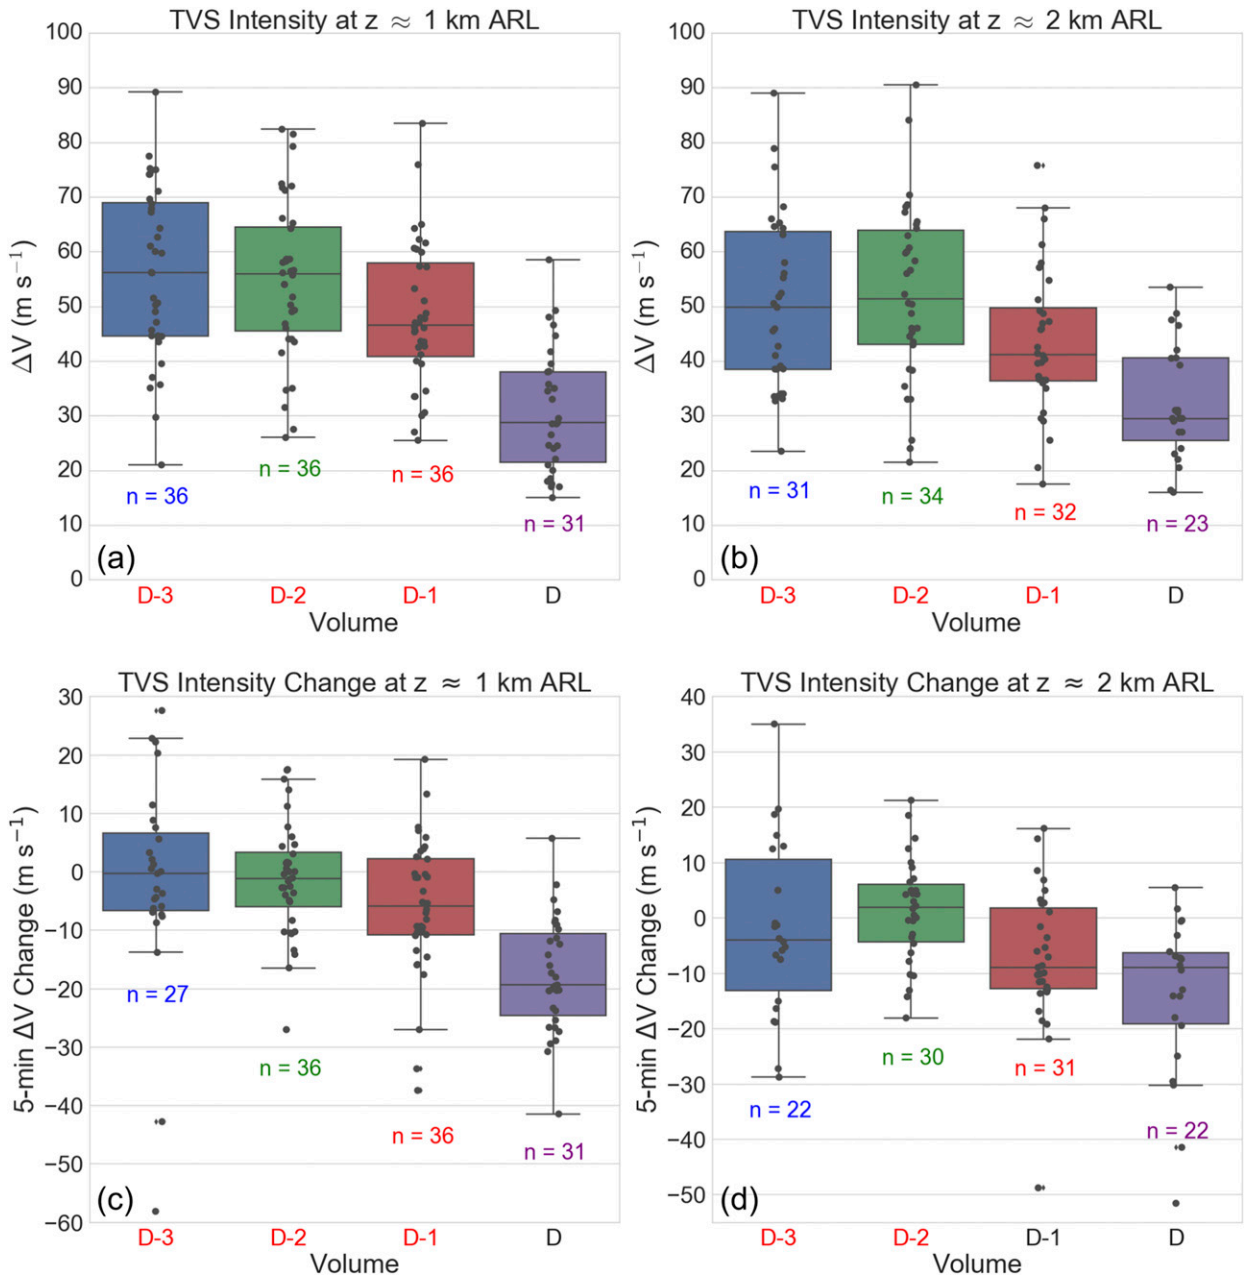 TVS Intensity at z ≈ 1 km ARL
100
90
80
70
60
50
40
30
20
10
0
ΔV (m s⁻¹)
n = 36
n = 36
n = 36
n = 31
(a)
D-3
D-2
D-1
D
Volume
TVS Intensity at z ≈ 2 km ARL
100
90
80
70
60
50
40
30
20
10
0
ΔV (m s⁻¹)
n = 31
n = 34
n = 32
n = 23
(b)
D-3
D-2
D-1
D
Volume
TVS Intensity Change at z ≈ 1 km ARL
30
20
10
0
−10
−20
−30
−40
−50
−60
5-min ΔV Change (m s⁻¹)
n = 27
n = 36
n = 36
n = 31
(c)
D-3
D-2
D-1
D
Volume
TVS Intensity Change at z ≈ 2 km ARL
40
30
20
10
0
−10
−20
−30
−40
−50
5-min ΔV Change (m s⁻¹)
n = 22
n = 30
n = 31
n = 22
(d)
D-3
D-2
D-1
D
Volume